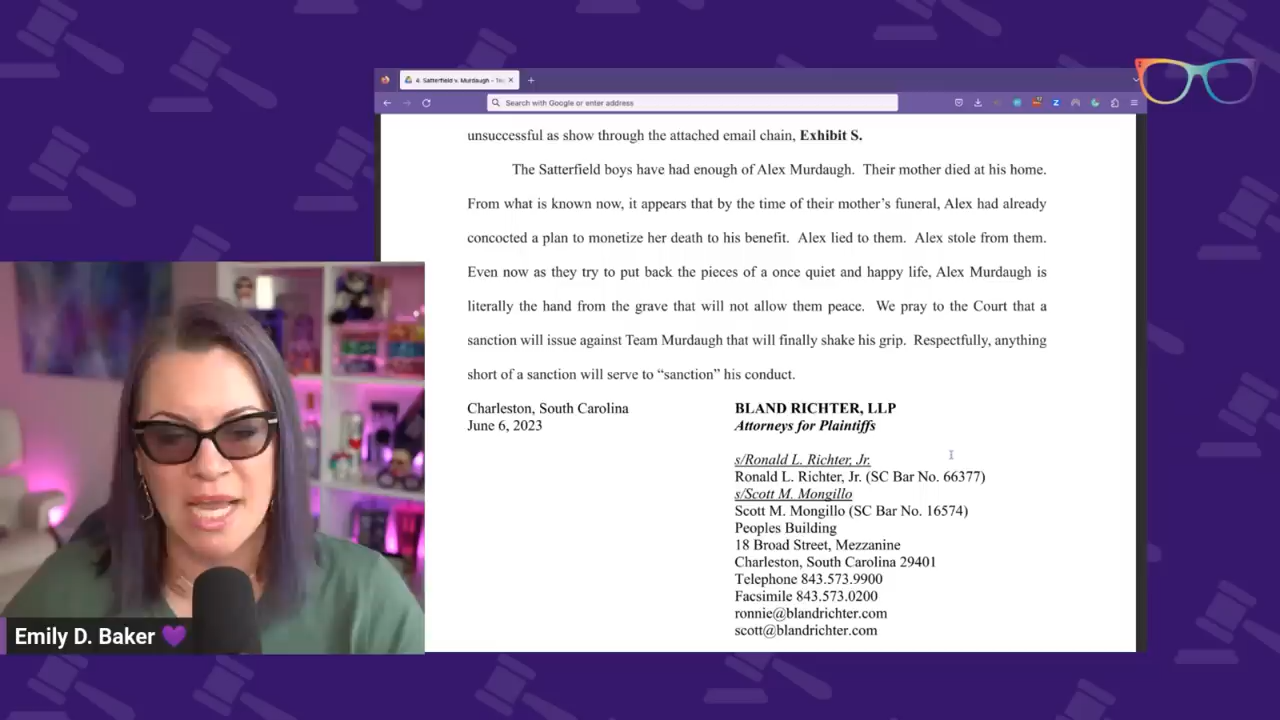 4. Satterfield v. Murdaugh -
Search with Google or enter address
unsuccessful as show through the attached email chain, Exhibit S.
The Satterfield boys have had enough of Alex Murdaugh. Their mother died at his home.
From what is known now, it appears that by the time of their mother's funeral, Alex had already
concocted a plan to monetize her death to his benefit. Alex lied to them. Alex stole from them.
Even now as they try to put back the pieces of a once quiet and happy life, Alex Murdaugh is
literally the hand from the grave that will not allow them peace. We pray to the Court that a
sanction will issue against Team Murdaugh that will finally shake his grip. Respectfully, anything
short of a sanction will serve to “sanction” his conduct.
Charleston, South Carolina
June 6, 2023
BLAND RICHTER, LLP
Attorneys for Plaintiffs
s/Ronald L. Richter, Jr.
Ronald L. Richter, Jr. (SC Bar No. 66377)
s/Scott M. Mongillo
Scott M. Mongillo (SC Bar No. 16574)
Peoples Building
18 Broad Street, Mezzanine
Charleston, South Carolina 29401
Telephone 843.573.9900
Facsimile 843.573.0200
ronnie@blandrichter.com
scott@blandrichter.com
Emily D. Baker 💜